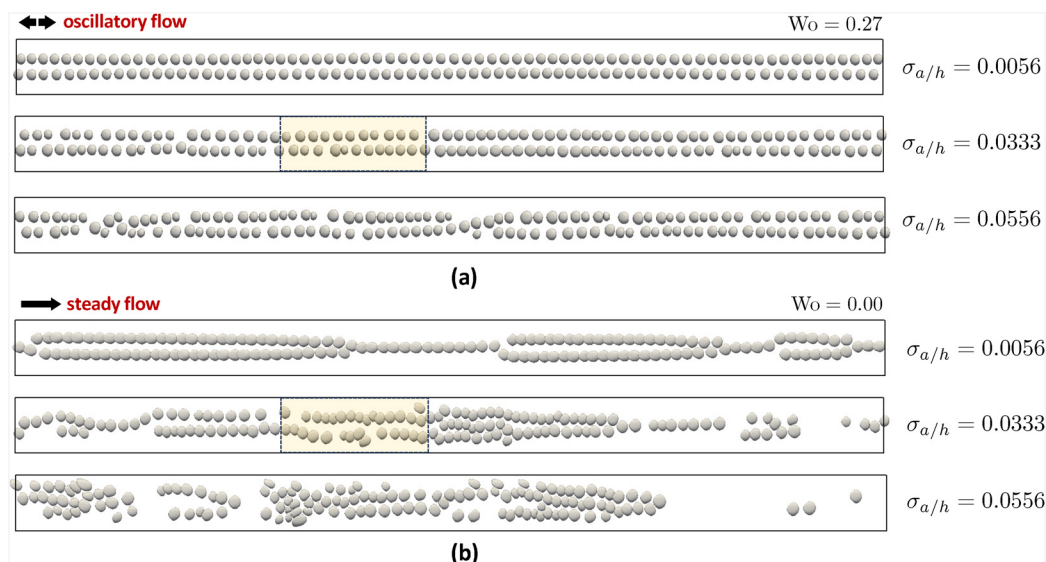 oscillatory flow
Wo = 0.27
σa/h = 0.0056
σa/h = 0.0333
σa/h = 0.0556
(a)
steady flow
Wo = 0.00
σa/h = 0.0056
σa/h = 0.0333
σa/h = 0.0556
(b)